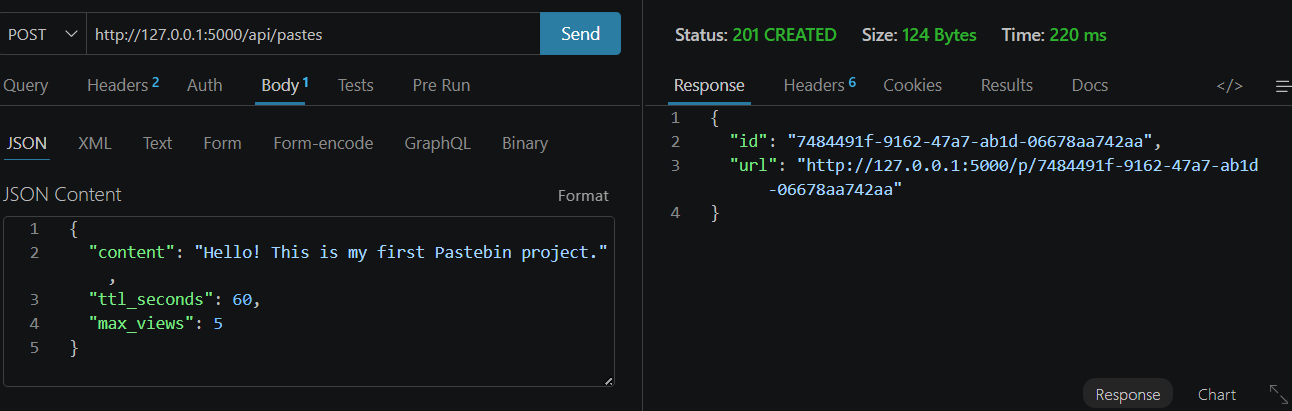 POST http://127.0.0.1:5000/api/pastes Send
Query Headers 2 Auth Body 1 Tests Pre Run
JSON XML Text Form Form-encode GraphQL Binary
JSON Content Format
1 {
2 "content": "Hello! This is my first Pastebin project."
,
3 "ttl_seconds": 60,
4 "max_views": 5
5 }
Status: 201 CREATED Size: 124 Bytes Time: 220 ms
Response Headers 6 Cookies Results Docs </>
1 {
2 "id": "7484491f-9162-47a7-ab1d-06678aa742aa",
3 "url": "http://127.0.0.1:5000/p/7484491f-9162-47a7-ab1d
-06678aa742aa"
4 }
Response Chart